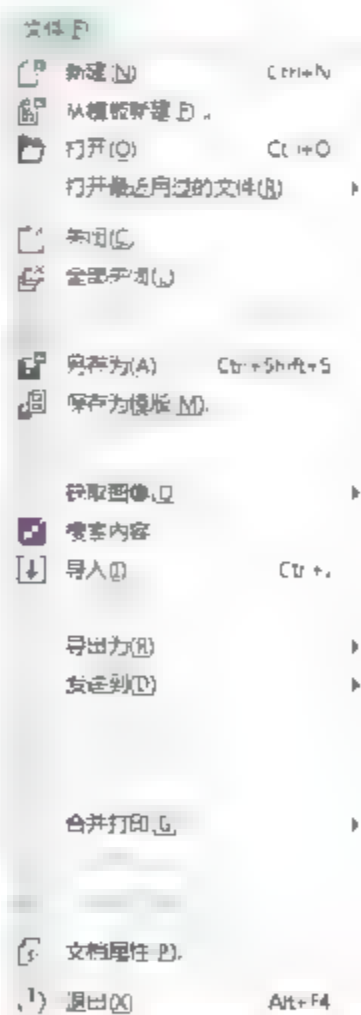 文件(F)
新建(N) Ctrl+N
从模板新建(F)...
打开(O) Ctrl+O
打开最近用过的文件(R)
关闭(C)
全部关闭(L)
另存为(A) Ctrl+Shift+S
保存为模板(M)...
获取图像(Q)
搜索内容
导入(I) Ctrl+I
导出为(R)
发送到(D)
合并打印(G)
文档属性(P)...
退出(X) Alt+F4